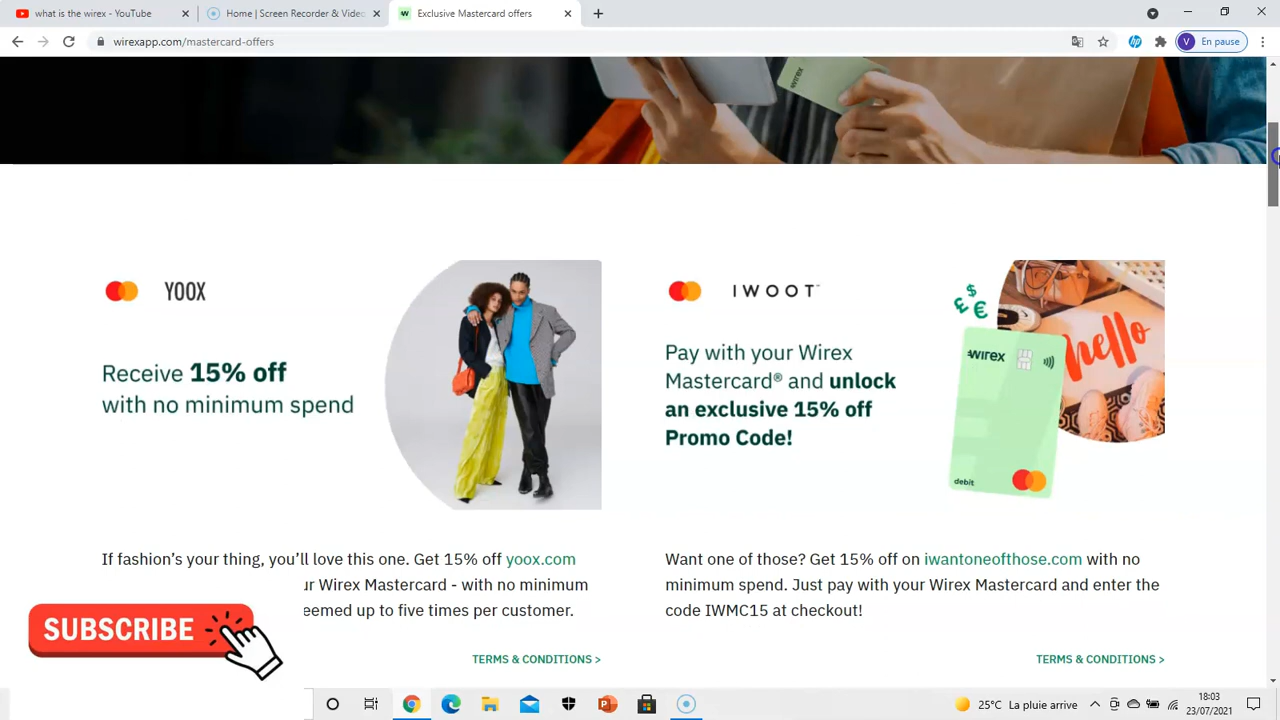 what is the wirex - YouTube
Home | Screen Recorder & Video
Exclusive Mastercard offers
wirexapp.com/mastercard-offers
V En pause
wirex
YOOX
Receive 15% off
with no minimum spend
IWOOT
Pay with your Wirex
Mastercard® and unlock
an exclusive 15% off
Promo Code!
$
£ €
wirex
debit
hello
If fashion's your thing, you'll love this one. Get 15% off yoox.com
ur Wirex Mastercard - with no minimum
eemed up to five times per customer.
TERMS & CONDITIONS >
Want one of those? Get 15% off on iwantoneofthose.com with no
minimum spend. Just pay with your Wirex Mastercard and enter the
code IWMC15 at checkout!
TERMS & CONDITIONS >
SUBSCRIBE
25°C La pluie arrive
18:03
23/07/2021